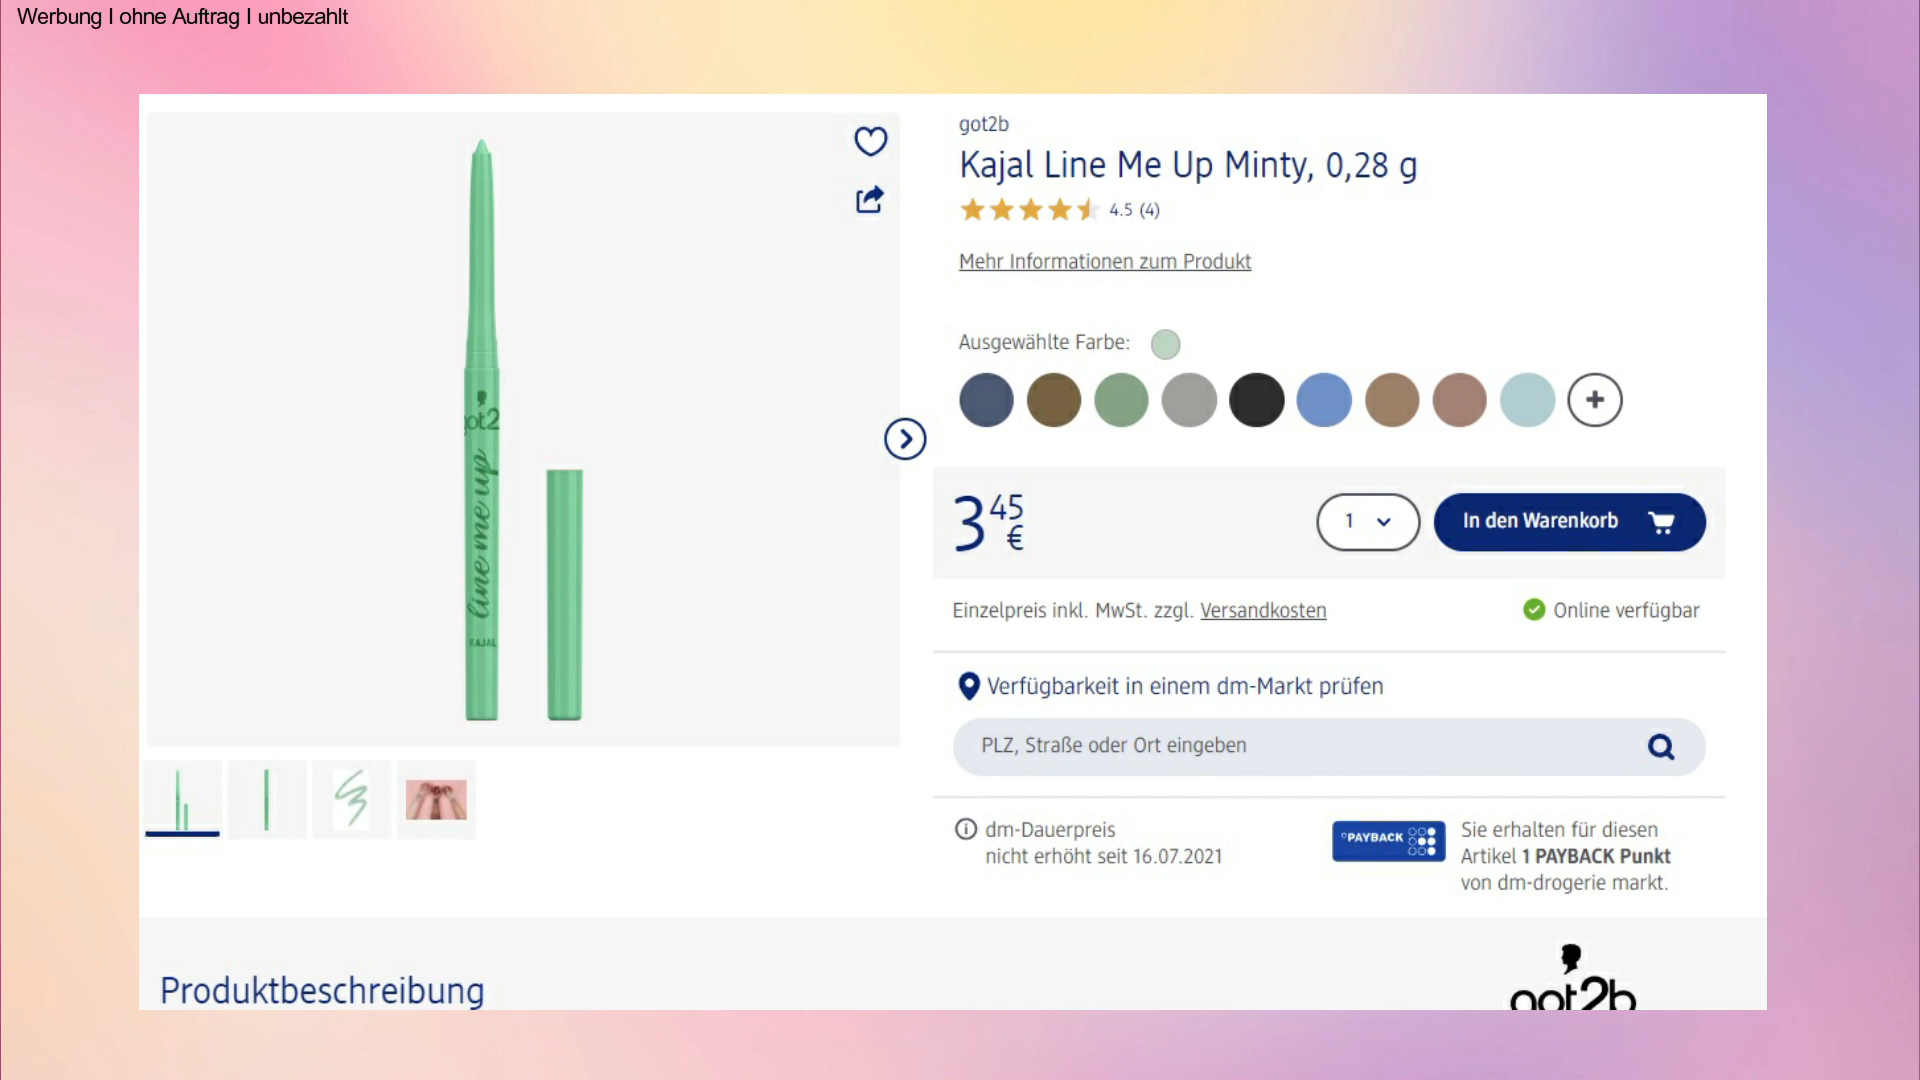 Werbung I ohne Auftrag I unbezahlt
got2b
Kajal Line Me Up Minty, 0,28 g
4.5 (4)
Mehr Informationen zum Produkt
Ausgewählte Farbe:
got2
line me up
KAJAL
3 45 €
1
In den Warenkorb
Einzelpreis inkl. MwSt. zzgl. Versandkosten
Online verfügbar
Verfügbarkeit in einem dm-Markt prüfen
PLZ, Straße oder Ort eingeben
dm-Dauerpreis
nicht erhöht seit 16.07.2021
°PAYBACK
Sie erhalten für diesen
Artikel 1 PAYBACK Punkt
von dm-drogerie markt.
Produktbeschreibung
got2b